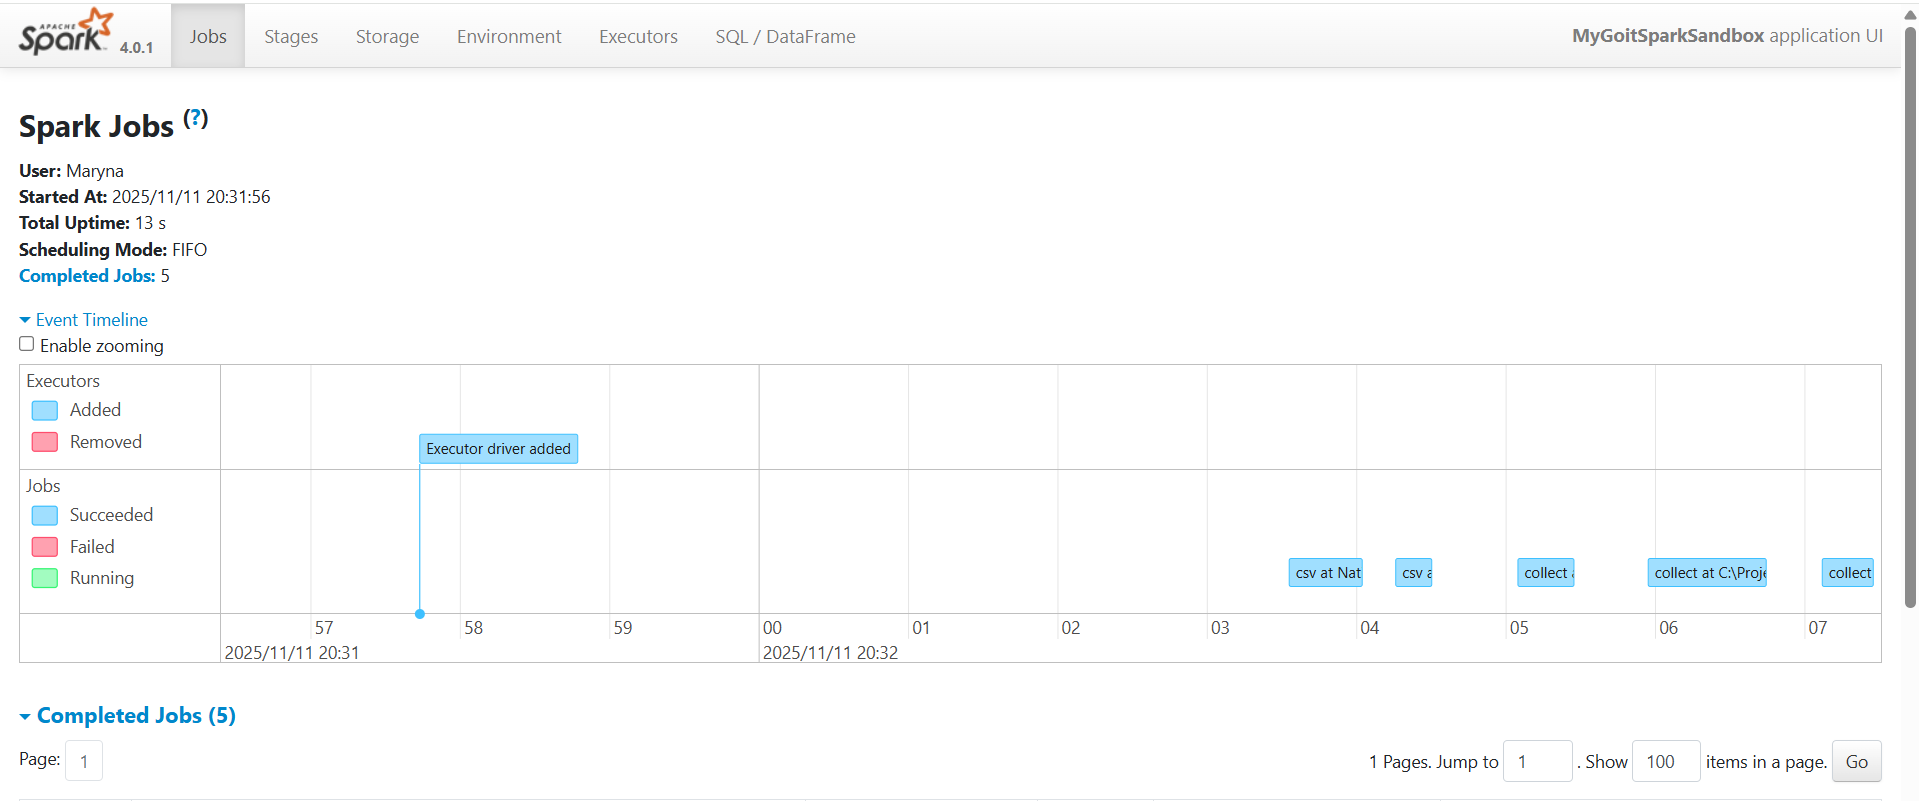 APACHE
Spark 4.0.1 Jobs Stages Storage Environment Executors SQL / DataFrame MyGoitSparkSandbox application UI
Spark Jobs (?)
User: Maryna
Started At: 2025/11/11 20:31:56
Total Uptime: 13 s
Scheduling Mode: FIFO
Completed Jobs: 5
Event Timeline
Enable zooming
Executors
Added
Removed
Executor driver added
Jobs
Succeeded
Failed
Running
csv at Nat csv a collect collect at C:\Proje collect
57 58 59 00 01 02 03 04 05 06 07
2025/11/11 20:31 2025/11/11 20:32
Completed Jobs (5)
Page: 1 1 Pages. Jump to 1 . Show 100 items in a page. Go